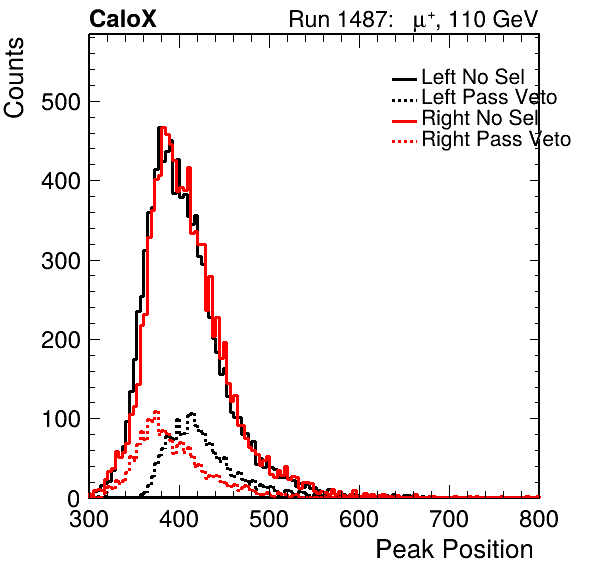 CaloX Run 1487: μ⁺, 110 GeV
Counts
Left No Sel
Left Pass Veto
Right No Sel
Right Pass Veto
500
400
300
200
100
0
300 400 500 600 700 800
Peak Position